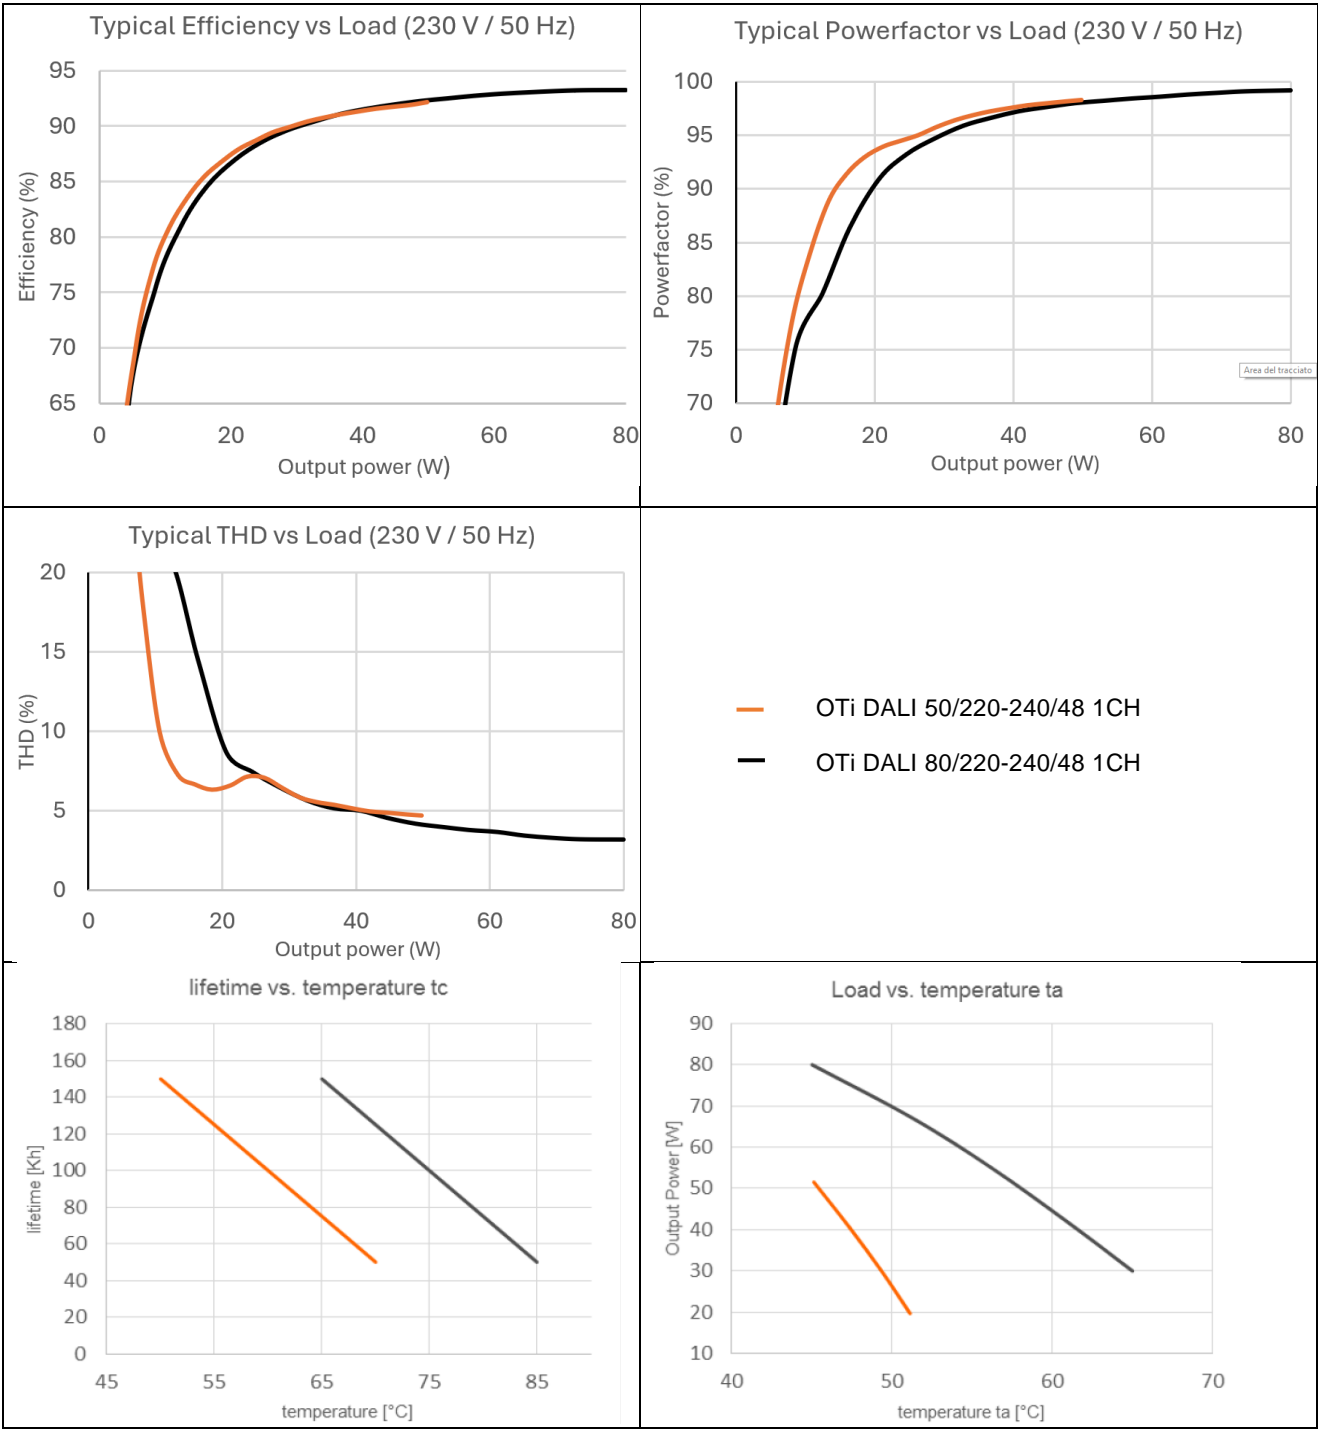 Typical Efficiency vs Load (230 V / 50 Hz)
95
90
85
80
75
70
65
Efficiency (%)
0 20 40 60 80
Output power (W)
Typical Powerfactor vs Load (230 V / 50 Hz)
100
95
90
85
80
75
70
Powerfactor (%)
Area del tracciato
0 20 40 60 80
Output power (W)
Typical THD vs Load (230 V / 50 Hz)
20
15
10
5
0
THD (%)
0 20 40 60 80
Output power (W)
OTi DALI 50/220-240/48 1CH
OTi DALI 80/220-240/48 1CH
lifetime vs. temperature tc
180
160
140
120
100
80
60
40
20
0
lifetime [Kh]
45 55 65 75 85
temperature [°C]
Load vs. temperature ta
90
80
70
60
50
40
30
20
10
Output Power [W]
40 50 60 70
temperature ta [°C]